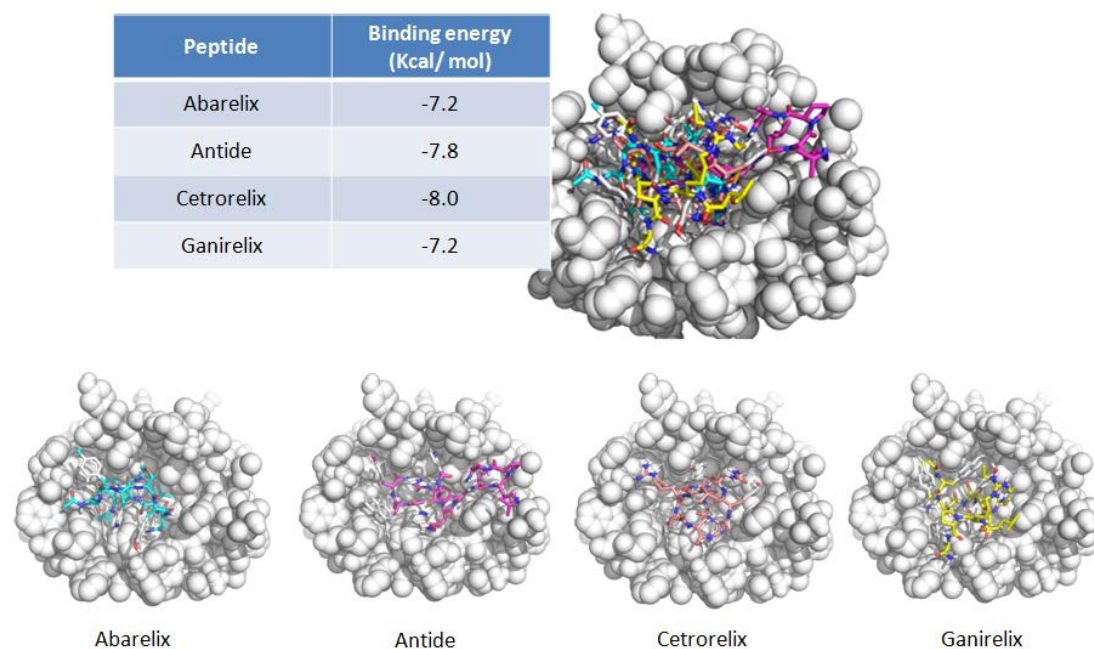 Peptide
Binding energy
(Kcal/ mol)
Abarelix
-7.2
Antide
-7.8
Cetrorelix
-8.0
Ganirelix
-7.2
Abarelix
Antide
Cetrorelix
Ganirelix